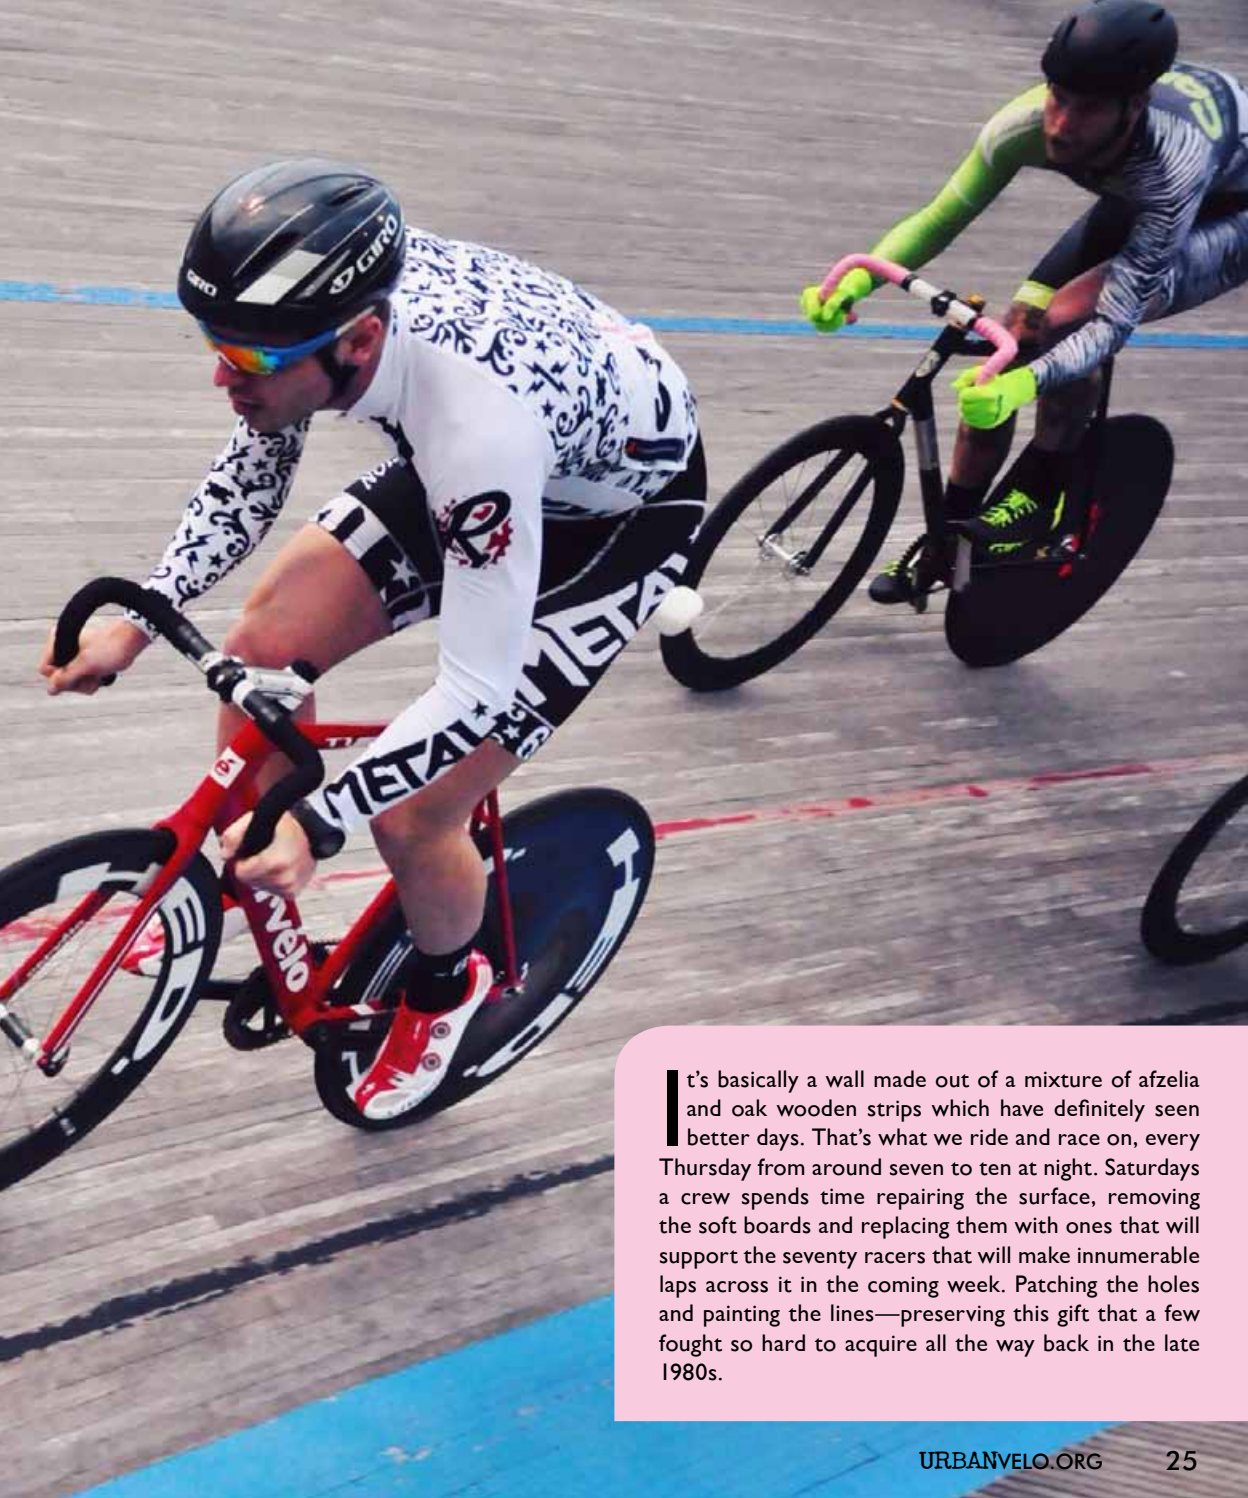 GIRO
GIRO
R
METAL
METAL
HED.
HED.
It's basically a wall made out of a mixture of afzelia
and oak wooden strips which have definitely seen
better days. That's what we ride and race on, every
Thursday from around seven to ten at night. Saturdays
a crew spends time repairing the surface, removing
the soft boards and replacing them with ones that will
support the seventy racers that will make innumerable
laps across it in the coming week. Patching the holes
and painting the lines—preserving this gift that a few
fought so hard to acquire all the way back in the late
1980s.
URBANVELO.ORG 25